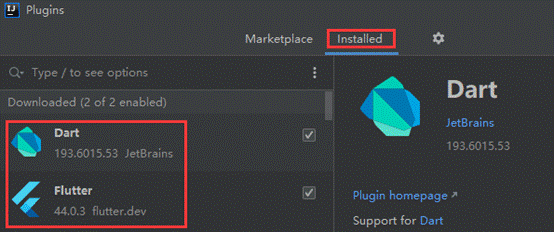 Plugins
Marketplace
Installed
Type / to see options
Downloaded (2 of 2 enabled)
Dart
193.6015.53 JetBrains
Flutter
44.0.3 flutter.dev
Dart
JetBrains
193.6015.53
Plugin homepage ↗
Support for Dart